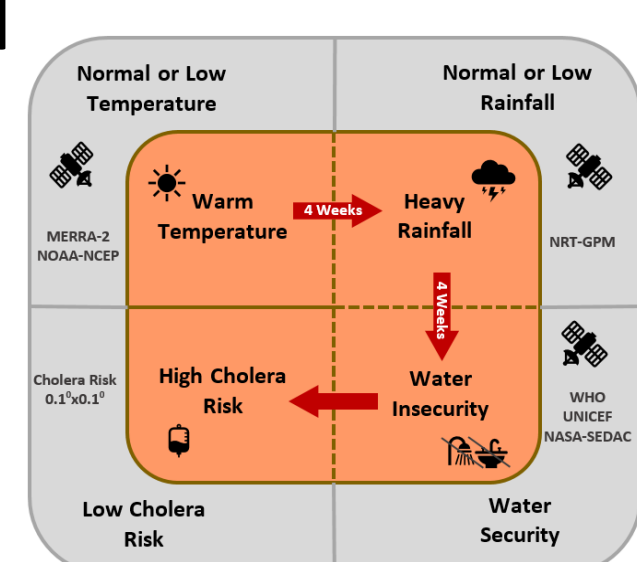 Normal or Low
Temperature
Normal or Low
Rainfall
MERRA-2
NOAA-NCEP
Warm
Temperature
4 Weeks
Heavy
Rainfall
NRT-GPM
4 Weeks
Cholera Risk
0.1⁰x0.1⁰
High Cholera
Risk
Water
Insecurity
WHO
UNICEF
NASA-SEDAC
Low Cholera
Risk
Water
Security